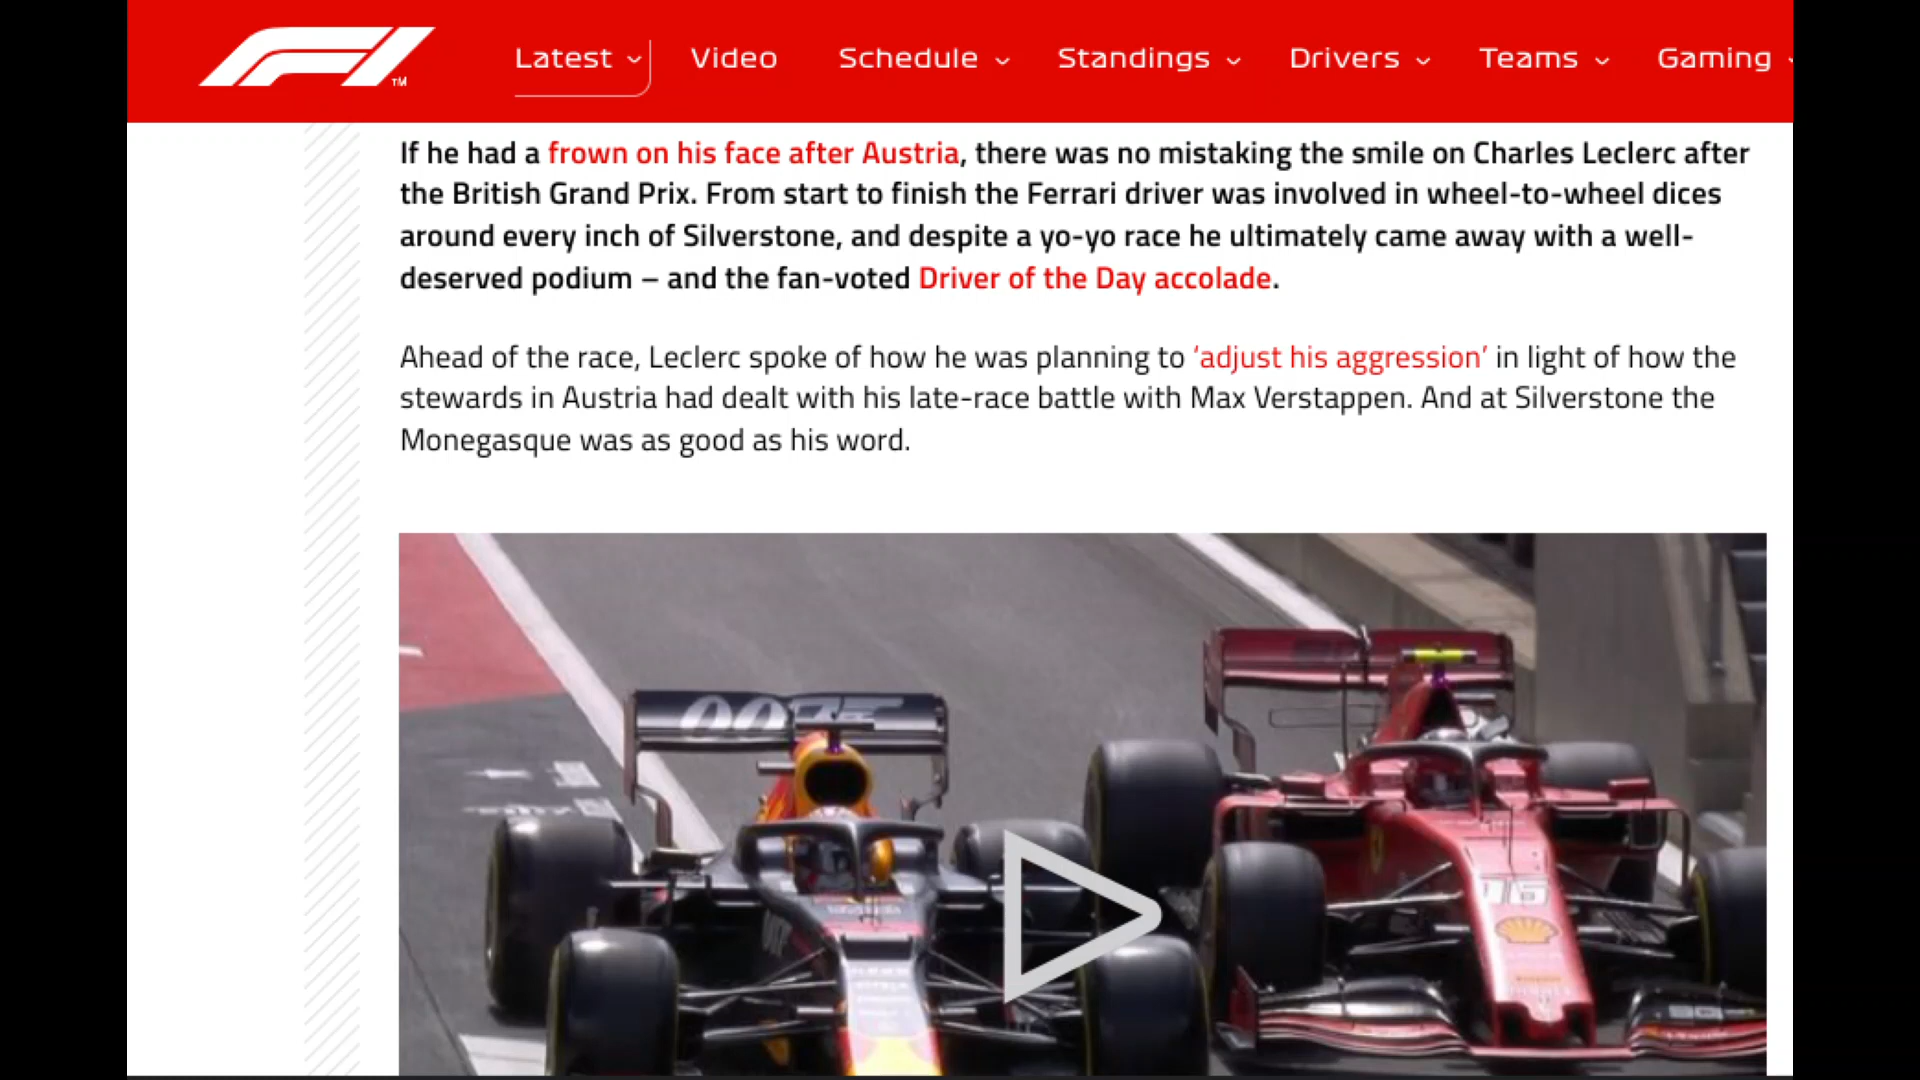 F1™
Latest
Video
Schedule
Standings
Drivers
Teams
Gaming
If he had a frown on his face after Austria, there was no mistaking the smile on Charles Leclerc after
the British Grand Prix. From start to finish the Ferrari driver was involved in wheel-to-wheel dices
around every inch of Silverstone, and despite a yo-yo race he ultimately came away with a well-
deserved podium – and the fan-voted Driver of the Day accolade.
Ahead of the race, Leclerc spoke of how he was planning to ‘adjust his aggression’ in light of how the
stewards in Austria had dealt with his late-race battle with Max Verstappen. And at Silverstone the
Monegasque was as good as his word.
007
16